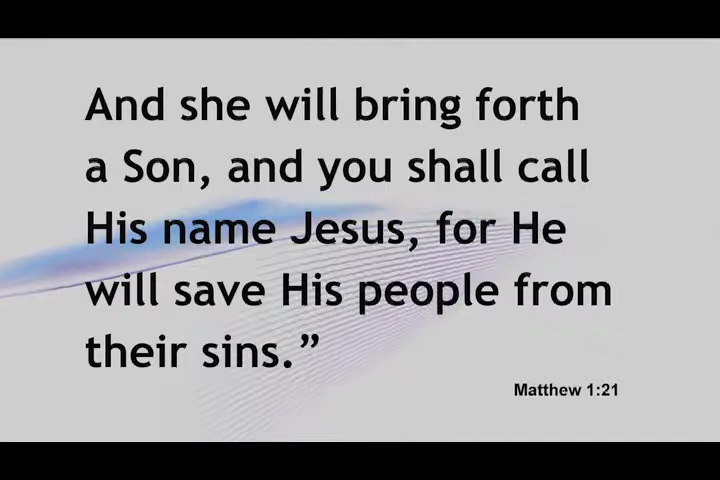 And she will bring forth
a Son, and you shall call
His name Jesus, for He
will save His people from
their sins.”
Matthew 1:21